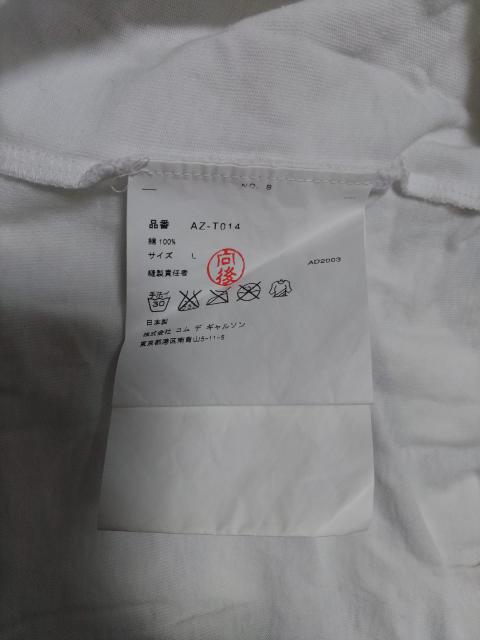 NO. 8
品番 AZ-T014
綿100%
サイズ L
AD2003
縫製責任者
向後
手洗イ
30
日本製
株式会社 コム デ ギャルソン
東京都港区南青山5-11-5